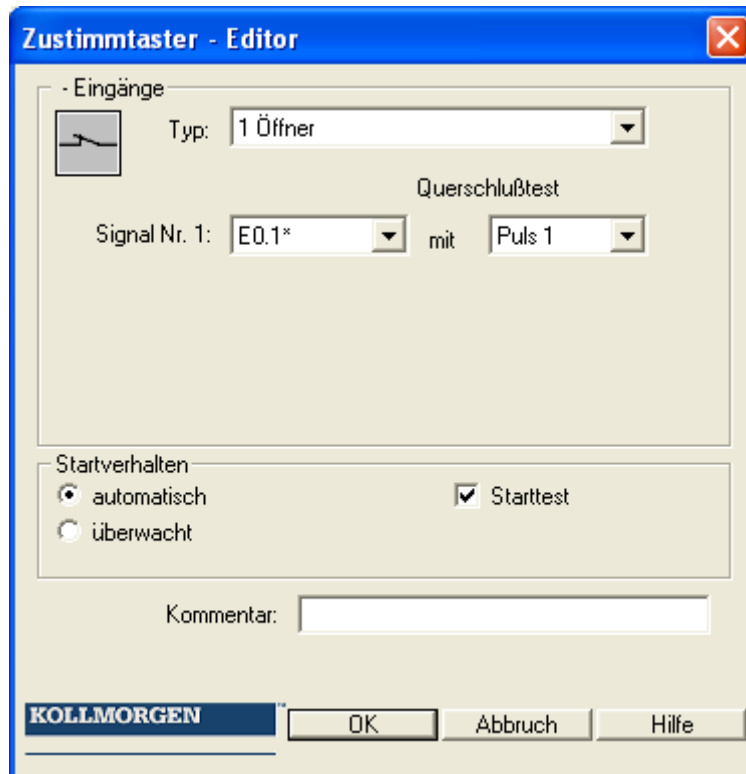 Zustimmtaster - Editor
- Eingänge
Typ: 1 Öffner
Querschlußtest
Signal Nr. 1: E0.1* mit Puls 1
Startverhalten
automatisch Starttest
überwacht
Kommentar:
KOLLMORGEN™ OK Abbruch Hilfe